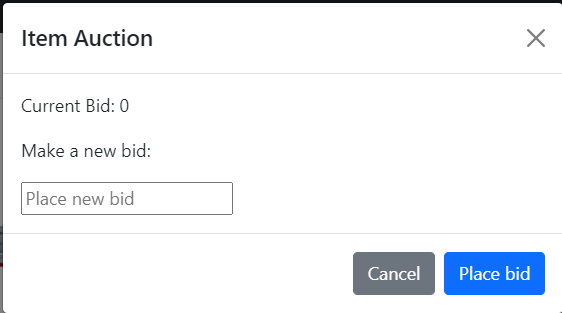 Item Auction
Current Bid: 0
Make a new bid:
Place new bid
Cancel Place bid